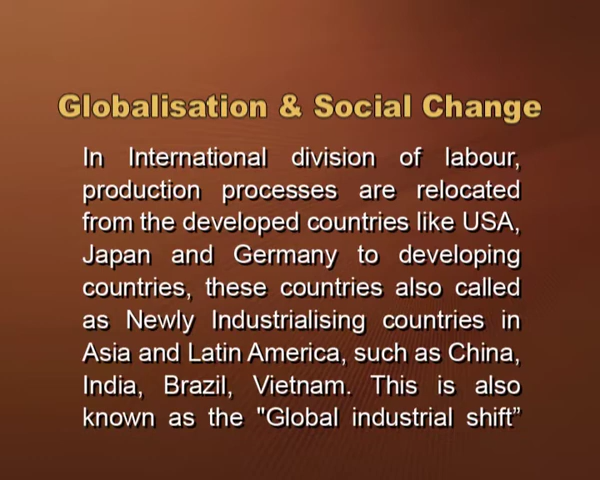 Globalisation & Social Change
In International division of labour,
production processes are relocated
from the developed countries like USA,
Japan and Germany to developing
countries, these countries also called
as Newly Industrialising countries in
Asia and Latin America, such as China,
India, Brazil, Vietnam. This is also
known as the "Global industrial shift”